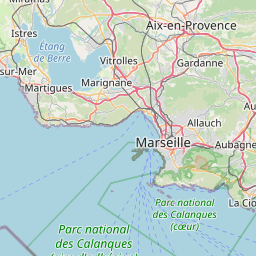 Miramas
Aix-en-Provence
Istres
Étang
de Berre
Vitrolles
Gardanne
-sur-Mer
Marignane
Martigues
Allauch
Marseille
Aubagne
Parc national
des Calanques
(cœur)
La Cio
Parc national
des Calanques